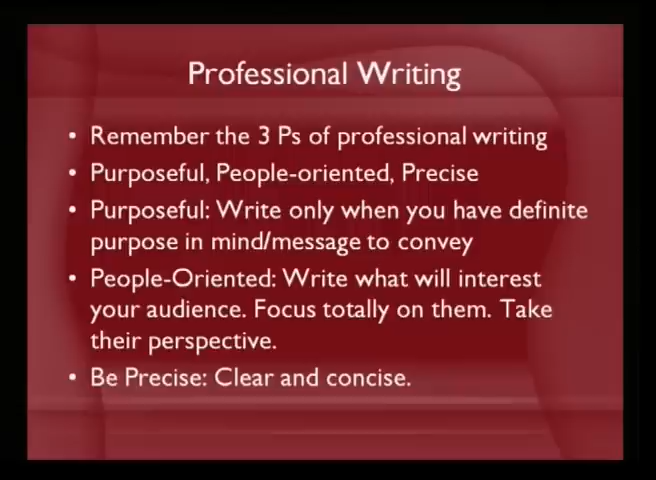 Professional Writing
• Remember the 3 Ps of professional writing
• Purposeful, People-oriented, Precise
• Purposeful: Write only when you have definite
purpose in mind/message to convey
• People-Oriented: Write what will interest
your audience. Focus totally on them. Take
their perspective.
• Be Precise: Clear and concise.